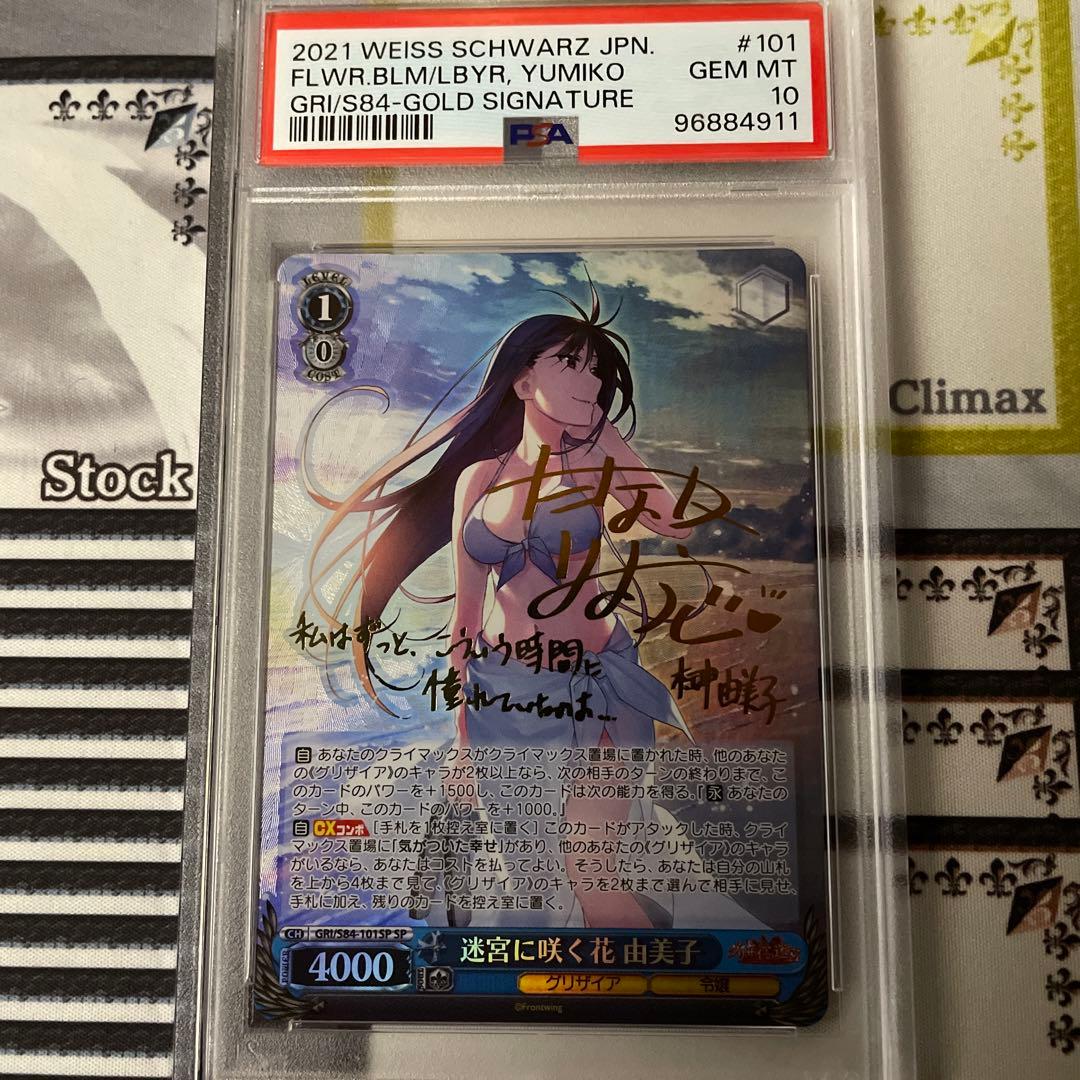 2021 WEISS SCHWARZ JPN. #101
FLWR.BLM/LBYR, YUMIKO GEM MT
GRI/S84-GOLD SIGNATURE 10
PSA 96884911
Stock
Climax
LEVEL
1
0
COST
私はずっと、こういう時間に
憧れていたのよ…
榊由美子
自 あなたのクライマックスがクライマックス置場に置かれた時、他のあなた
の《グリザイア》のキャラが2枚以上なら、次の相手のターンの終わりまで、こ
のカードのパワーを+1500し、このカードは次の能力を得る。「永 あなたの
ターン中、このカードのパワーを+1000。」
自 CXコンボ [手札を1枚控え室に置く] このカードがアタックした時、クライ
マックス置場に「気がついた幸せ」があり、他のあなたの《グリザイア》のキャラ
がいるなら、あなたはコストを払ってよい。そうしたら、あなたは自分の山札
を上から4枚まで見て、《グリザイア》のキャラを2枚まで選んで相手に見せ、
手札に加え、残りのカードを控え室に置く。
CH GRI/S84-101SP SP
迷宮に咲く花 由美子
4000
グリザイア 令嬢
©Frontwing